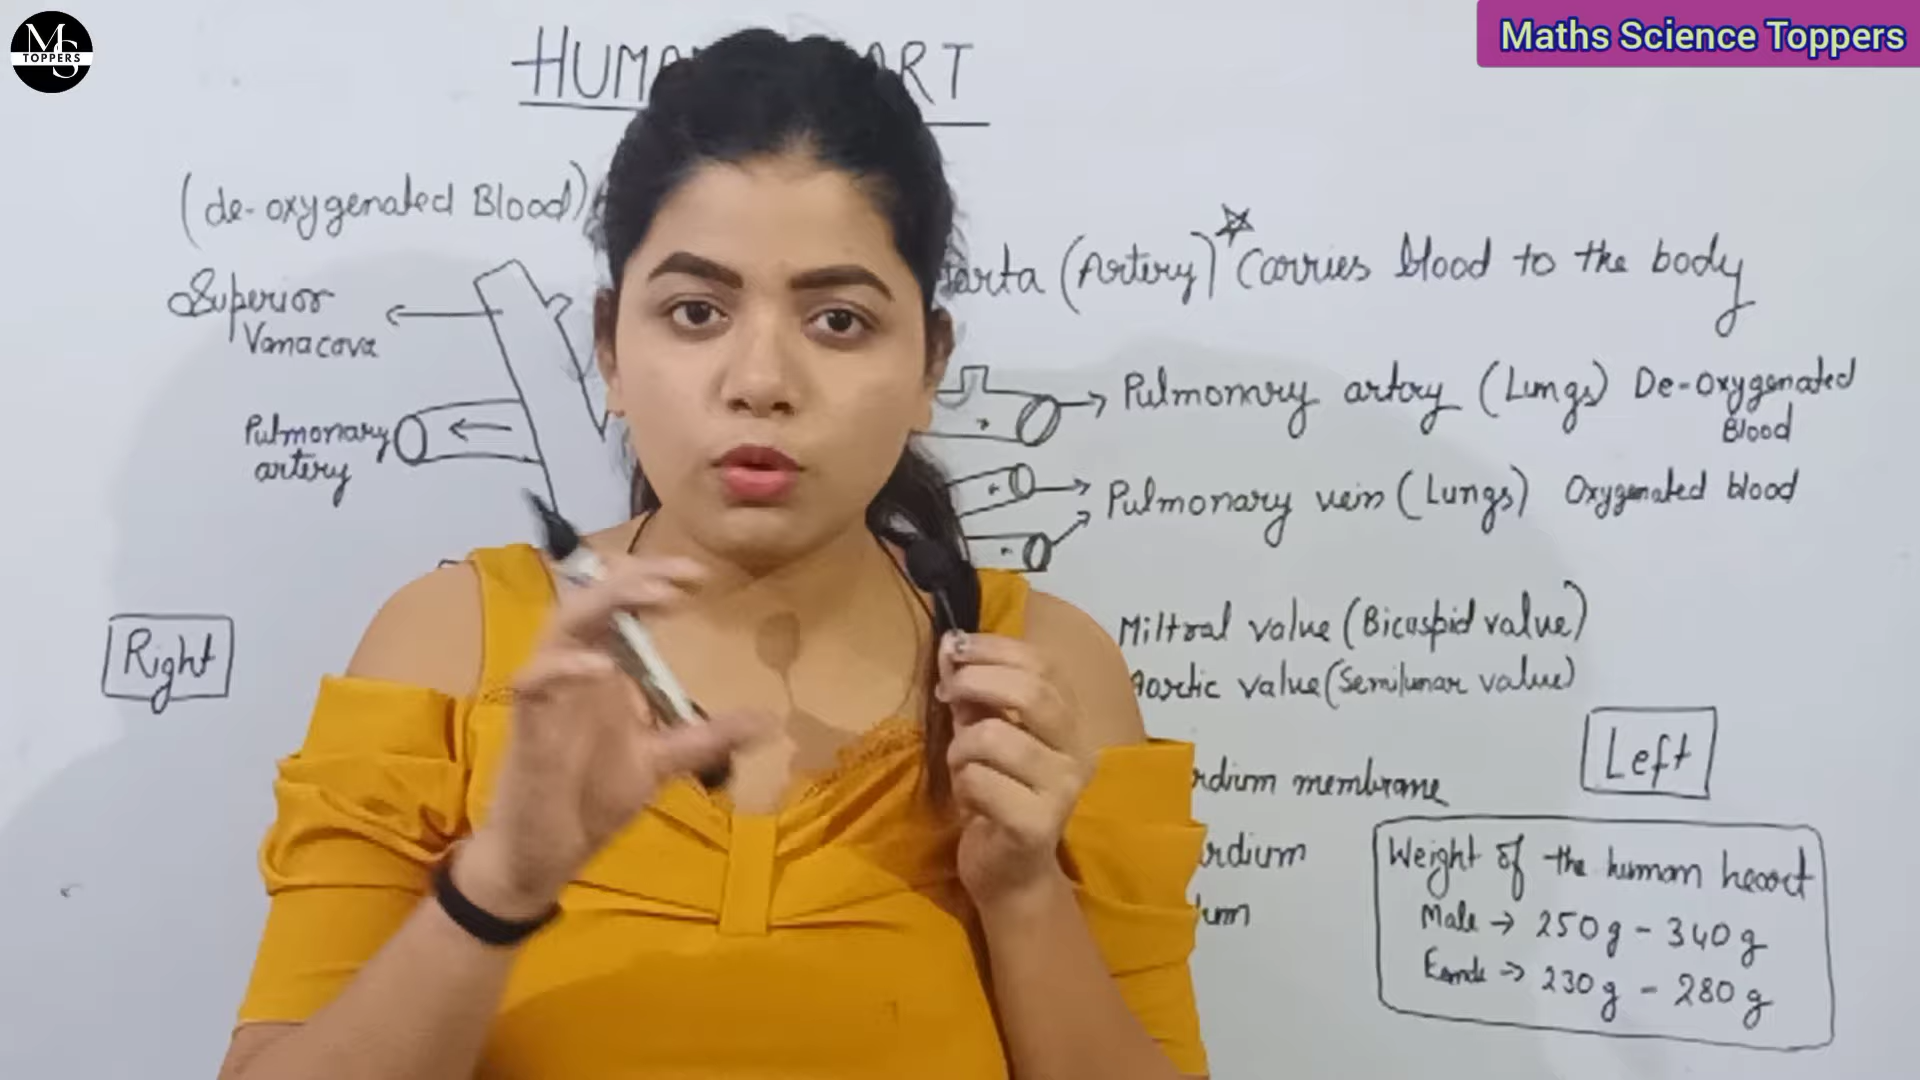 MS
TOPPERS
Maths Science Toppers
HUM ART
(de-oxygenated Blood)
Superior
Vanacava
Pulmonary
artery
arta (Artery) Carries blood to the body
Pulmonary artery (Lungs) De-Oxygenated
Blood
Pulmonary vein (Lungs) Oxygenated blood
Miltral value (Bicuspid value)
Aortic value (Semilunar value)
Right
Left
rdium membrane
rdium
ium
Weight of the human heart
Male → 250g - 340g
→ 230g - 280g